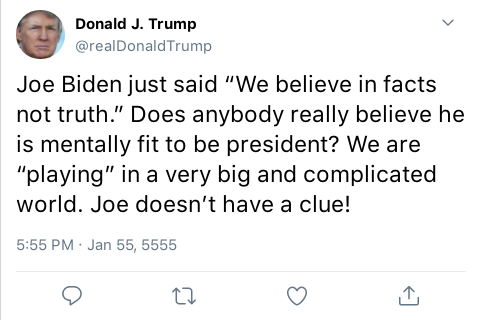 Donald J. Trump
@realDonaldTrump
Joe Biden just said “We believe in facts
not truth.” Does anybody really believe he
is mentally fit to be president? We are
“playing” in a very big and complicated
world. Joe doesn’t have a clue!
5:55 PM · Jan 55, 5555